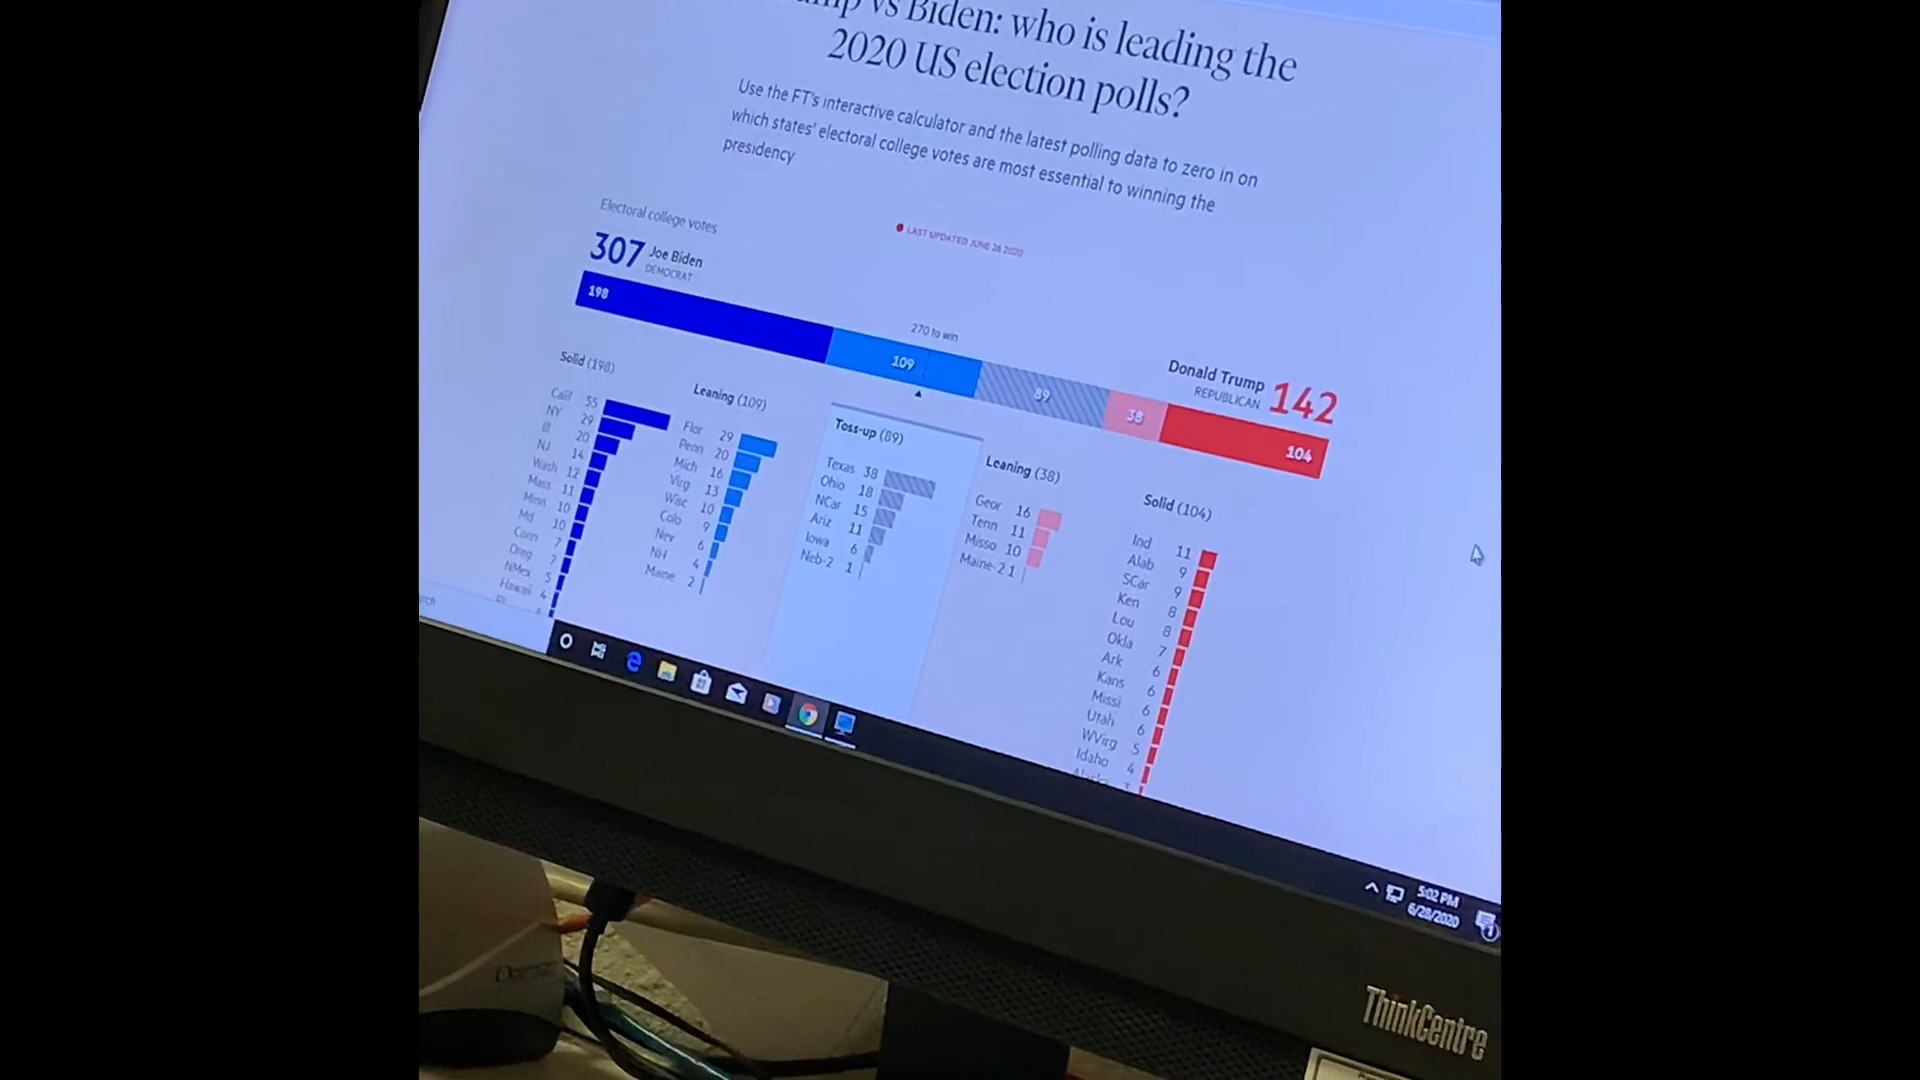 vs Biden: who is leading the
2020 US election polls?
Use the FT's interactive calculator and the latest polling data to zero in on
which states' electoral college votes are most essential to winning the
presidency
LAST UPDATED JUNE 26 2020
Electoral college votes
307 Joe Biden
DEMOCRAT
198
270 to win
109
89
38
104
Donald Trump 142
REPUBLICAN
Solid (198)
Calif 55
NY 29
Ill 20
NJ 14
Wash 12
Mass 11
Minn 10
Md 10
Conn 7
Oreg 7
NMex 5
Hawaii 4
Leaning (109)
Flor 29
Penn 20
Mich 16
Virg 13
Wisc 10
Colo 9
Nev 6
NH 4
Maine 2
Toss-up (89)
Texas 38
Ohio 18
NCar 15
Ariz 11
Iowa 6
Neb-2 1
Leaning (38)
Geor 16
Tenn 11
Misso 10
Maine-2 1
Solid (104)
Ind 11
Alab 9
SCar 9
Ken 8
Lou 8
Okla 7
Ark 6
Kans 6
Missi 6
Utah 6
WVirg 5
Idaho 4
Alaska 3
5:02 PM
6/28/2020
ThinkCentre